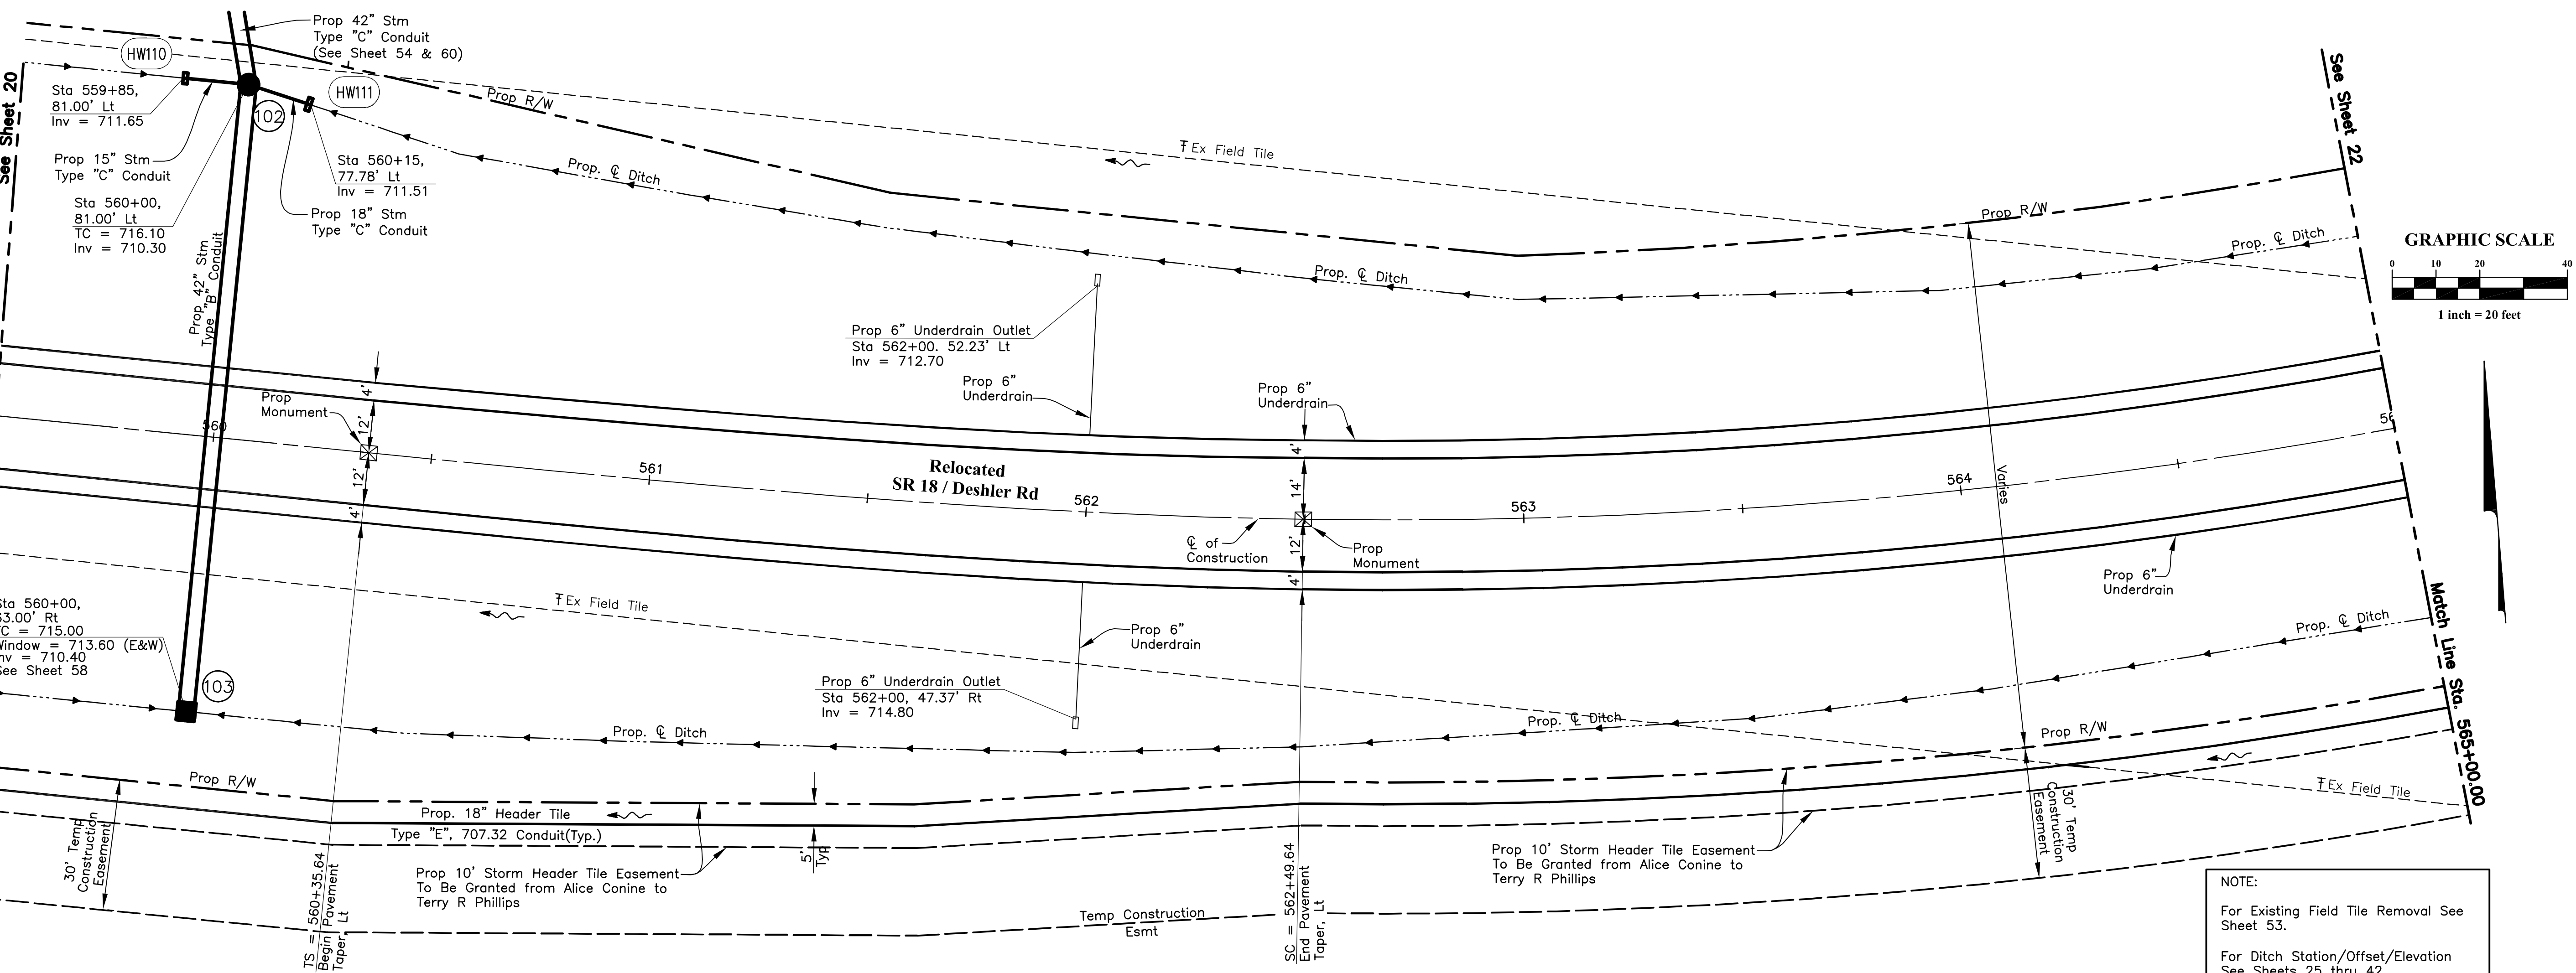 Prop 42" Stm
Type "C" Conduit
(See Sheet 54 & 60)
HW110
HW111
See Sheet 20
Sta 559+85,
81.00' Lt
Inv = 711.65
102
Prop 15" Stm
Type "C" Conduit
Sta 560+15,
77.78' Lt
Inv = 711.51
Prop 18" Stm
Type "C" Conduit
Sta 560+00,
81.00' Lt
TC = 716.10
Inv = 710.30
Prop 42" Stm
Type "B" Conduit
Prop R/W
Prop. ℄ Ditch
Ŧ Ex Field Tile
Prop. ℄ Ditch
Prop R/W
Prop. ℄ Ditch
See Sheet 22
GRAPHIC SCALE
0 10 20 40
1 inch = 20 feet
Prop 6" Underdrain Outlet
Sta 562+00. 52.23' Lt
Inv = 712.70
Prop 6"
Underdrain
Prop 6"
Underdrain
Prop
Monument
4'
12'
12'
4'
560
561
562
563
564
56
Relocated
SR 18 / Deshler Rd
4'
14'
12'
4'
Varies
℄ of
Construction
Prop
Monument
Prop 6"
Underdrain
Sta 560+00,
63.00' Rt
TC = 715.00
Window = 713.60 (E&W)
Inv = 710.40
See Sheet 58
103
Ŧ Ex Field Tile
Prop 6"
Underdrain
Prop 6" Underdrain Outlet
Sta 562+00, 47.37' Rt
Inv = 714.80
Prop. ℄ Ditch
Prop. ℄ Ditch
Prop. ℄ Ditch
Match Line Sta. 565+00.00
Prop R/W
Prop R/W
Prop. 18" Header Tile
Type "E", 707.32 Conduit(Typ.)
5'
Typ
Ŧ Ex Field Tile
30' Temp
Construction
Easement
30' Temp
Construction
Easement
Prop 10' Storm Header Tile Easement
To Be Granted from Alice Conine to
Terry R Phillips
Prop 10' Storm Header Tile Easement
To Be Granted from Alice Conine to
Terry R Phillips
TS = 560+35.64
Begin Pavement
Taper, Lt
SC = 562+49.64
End Pavement
Taper, Lt
Temp Construction
Esmt
NOTE:
For Existing Field Tile Removal See
Sheet 53.
For Ditch Station/Offset/Elevation
See Sheets 25 thru 42